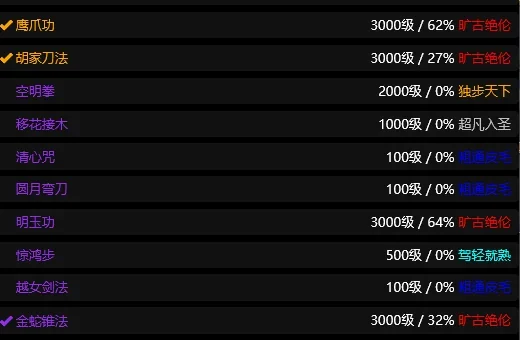 鹰爪功 3000级 / 62% 旷古绝伦
胡家刀法 3000级 / 27% 旷古绝伦
空明拳 2000级 / 0% 独步天下
移花接木 1000级 / 0% 超凡入圣
清心咒 100级 / 0% 粗通皮毛
圆月弯刀 100级 / 0% 粗通皮毛
明玉功 3000级 / 64% 旷古绝伦
惊鸿步 500级 / 0% 驾轻就熟
越女剑法 100级 / 0% 粗通皮毛
金蛇锥法 3000级 / 32% 旷古绝伦